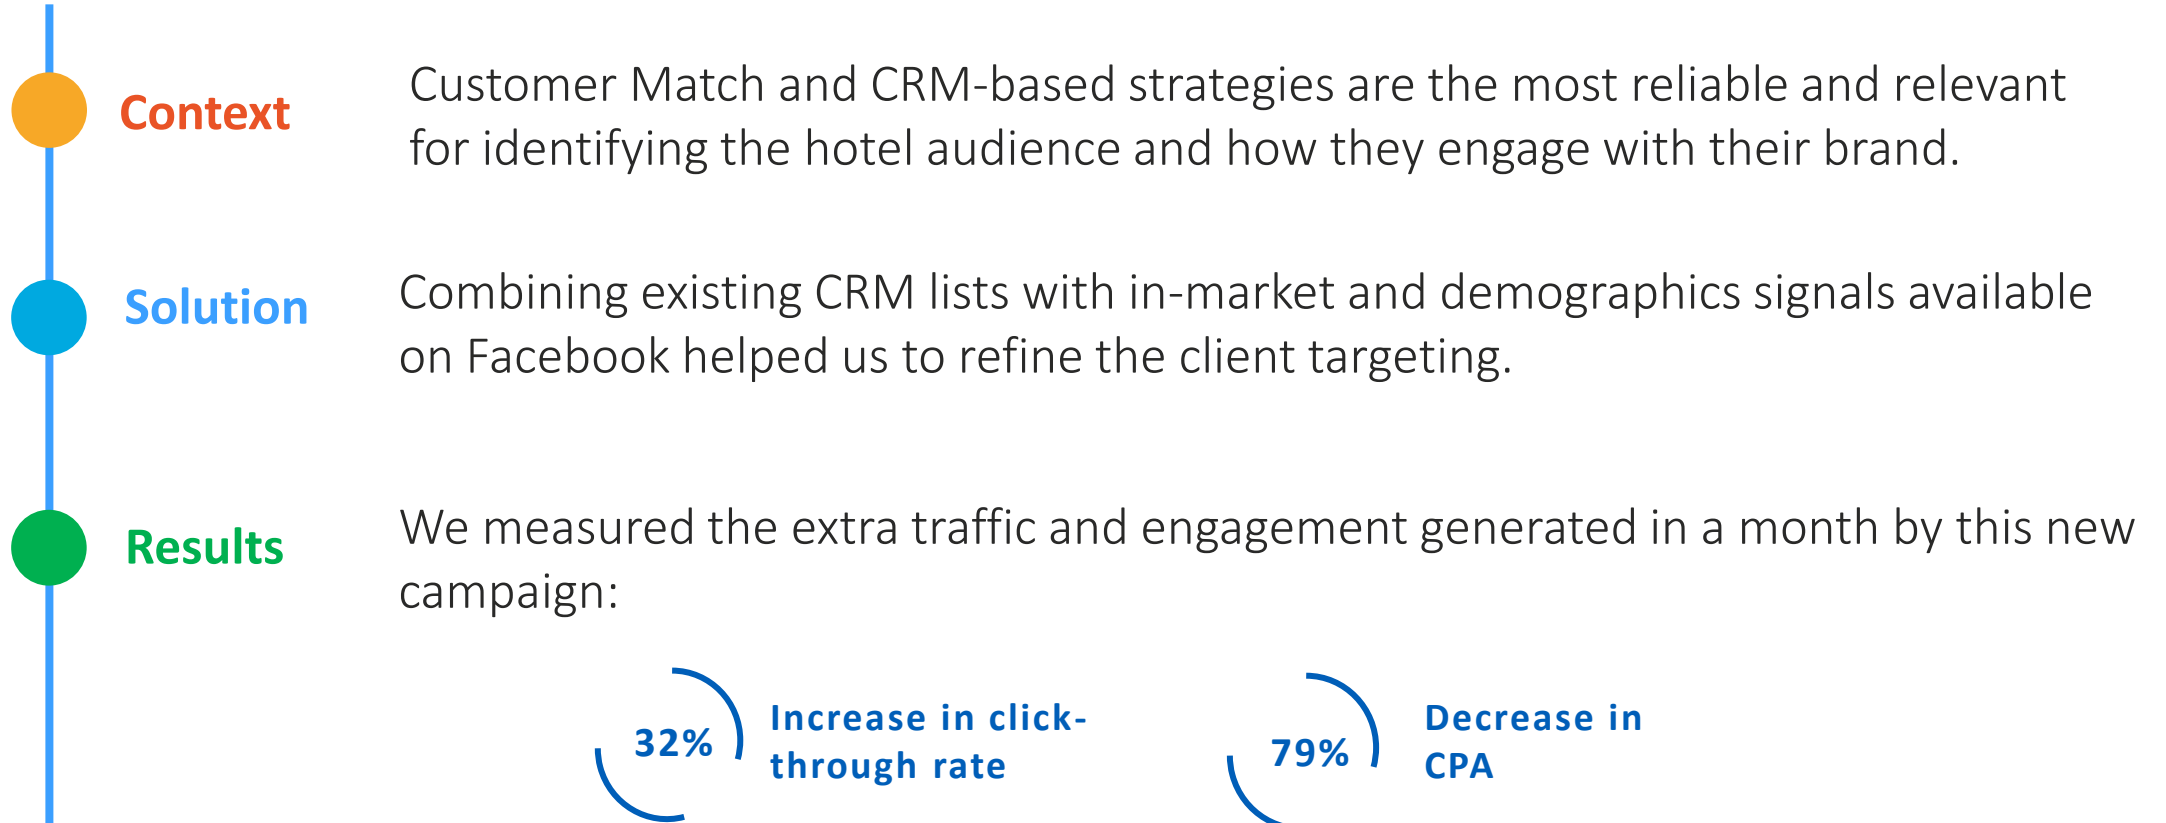 Context
Customer Match and CRM-based strategies are the most reliable and relevant
for identifying the hotel audience and how they engage with their brand.
Solution
Combining existing CRM lists with in-market and demographics signals available
on Facebook helped us to refine the client targeting.
Results
We measured the extra traffic and engagement generated in a month by this new
campaign:
32%
Increase in click-
through rate
79%
Decrease in
CPA